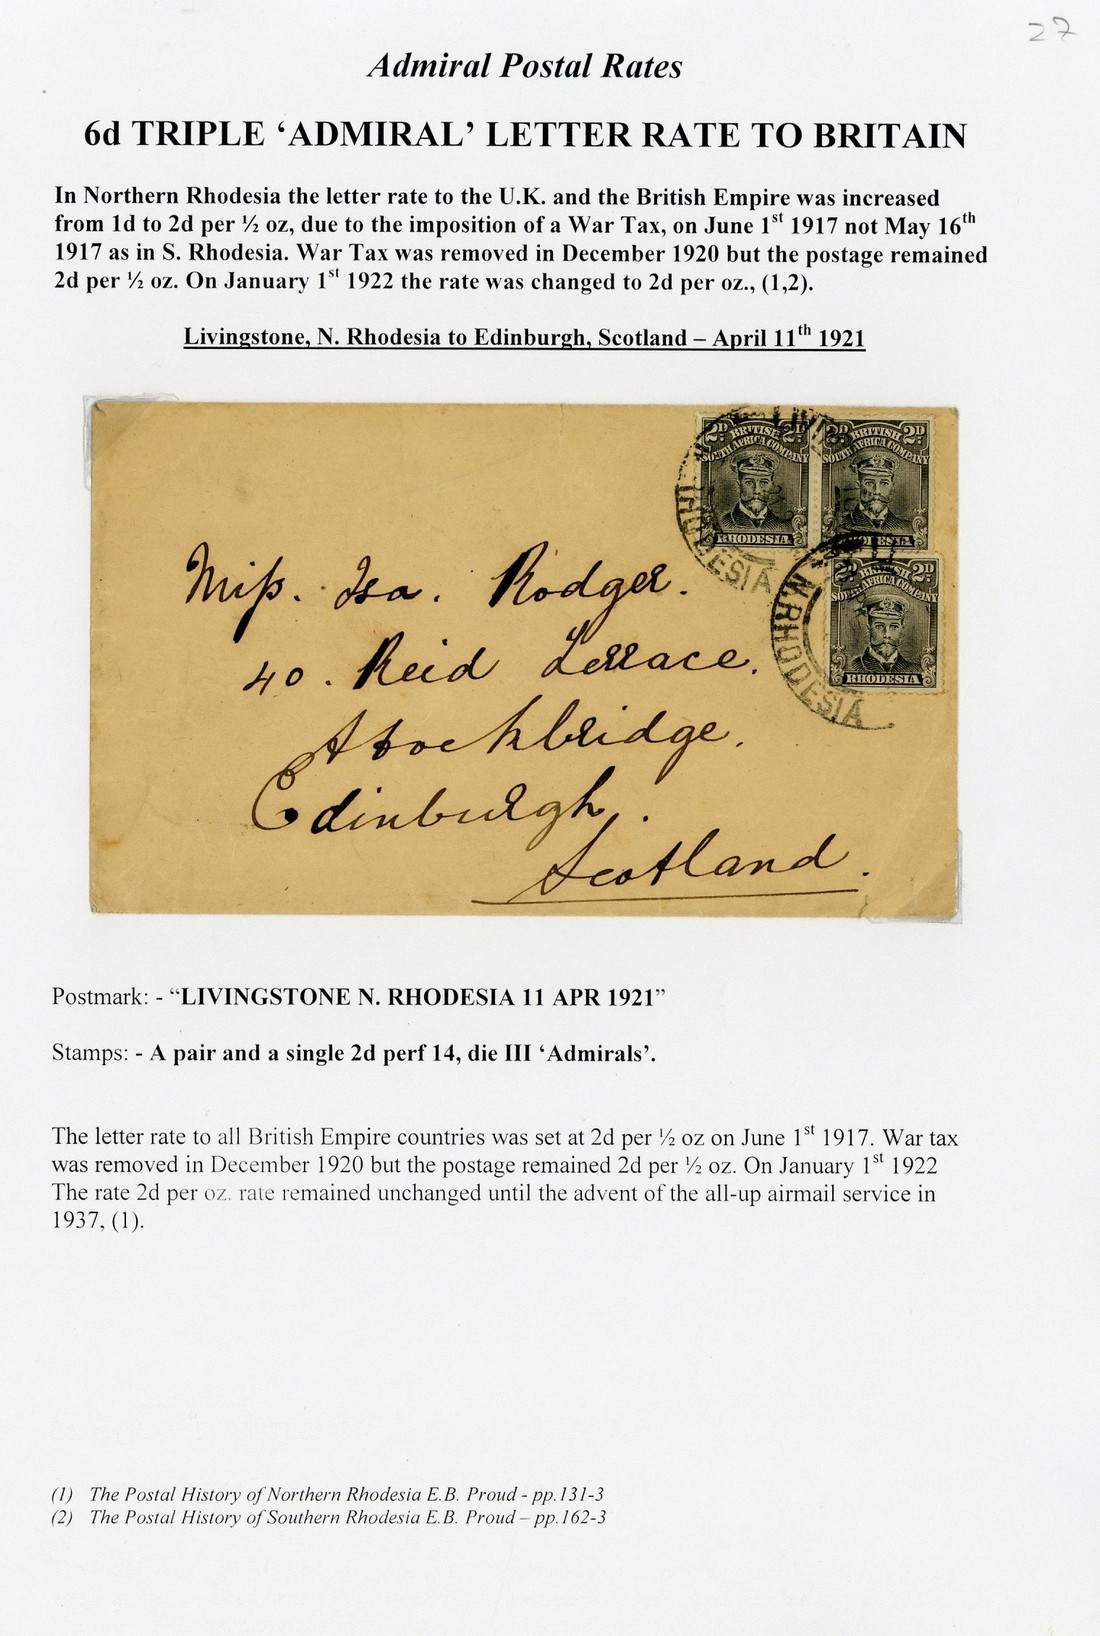 27
Admiral Postal Rates
6d TRIPLE ‘ADMIRAL’ LETTER RATE TO BRITAIN
In Northern Rhodesia the letter rate to the U.K. and the British Empire was increased
from 1d to 2d per ½ oz, due to the imposition of a War Tax, on June 1st 1917 not May 16th
1917 as in S. Rhodesia. War Tax was removed in December 1920 but the postage remained
2d per ½ oz. On January 1st 1922 the rate was changed to 2d per oz., (1,2).
Livingstone, N. Rhodesia to Edinburgh, Scotland – April 11th 1921
2D BRITISH 2D
SOUTH AFRICA COMPANY
RHODESIA
2D BRITISH 2D
SOUTH AFRICA COMPANY
RHODESIA
RHODESIA
2D BRITISH 2D
SOUTH AFRICA COMPANY
RHODESIA
N. RHODESIA
Miss. Isa. Rodger.
40. Reid Terrace.
Stockbridge.
Edinburgh.
Scotland.
Postmark: - “LIVINGSTONE N. RHODESIA 11 APR 1921”
Stamps: - A pair and a single 2d perf 14, die III ‘Admirals’.
The letter rate to all British Empire countries was set at 2d per ½ oz on June 1st 1917. War tax
was removed in December 1920 but the postage remained 2d per ½ oz. On January 1st 1922
The rate 2d per oz. rate remained unchanged until the advent of the all-up airmail service in
1937, (1).
(1) The Postal History of Northern Rhodesia E.B. Proud - pp.131-3
(2) The Postal History of Southern Rhodesia E.B. Proud – pp.162-3